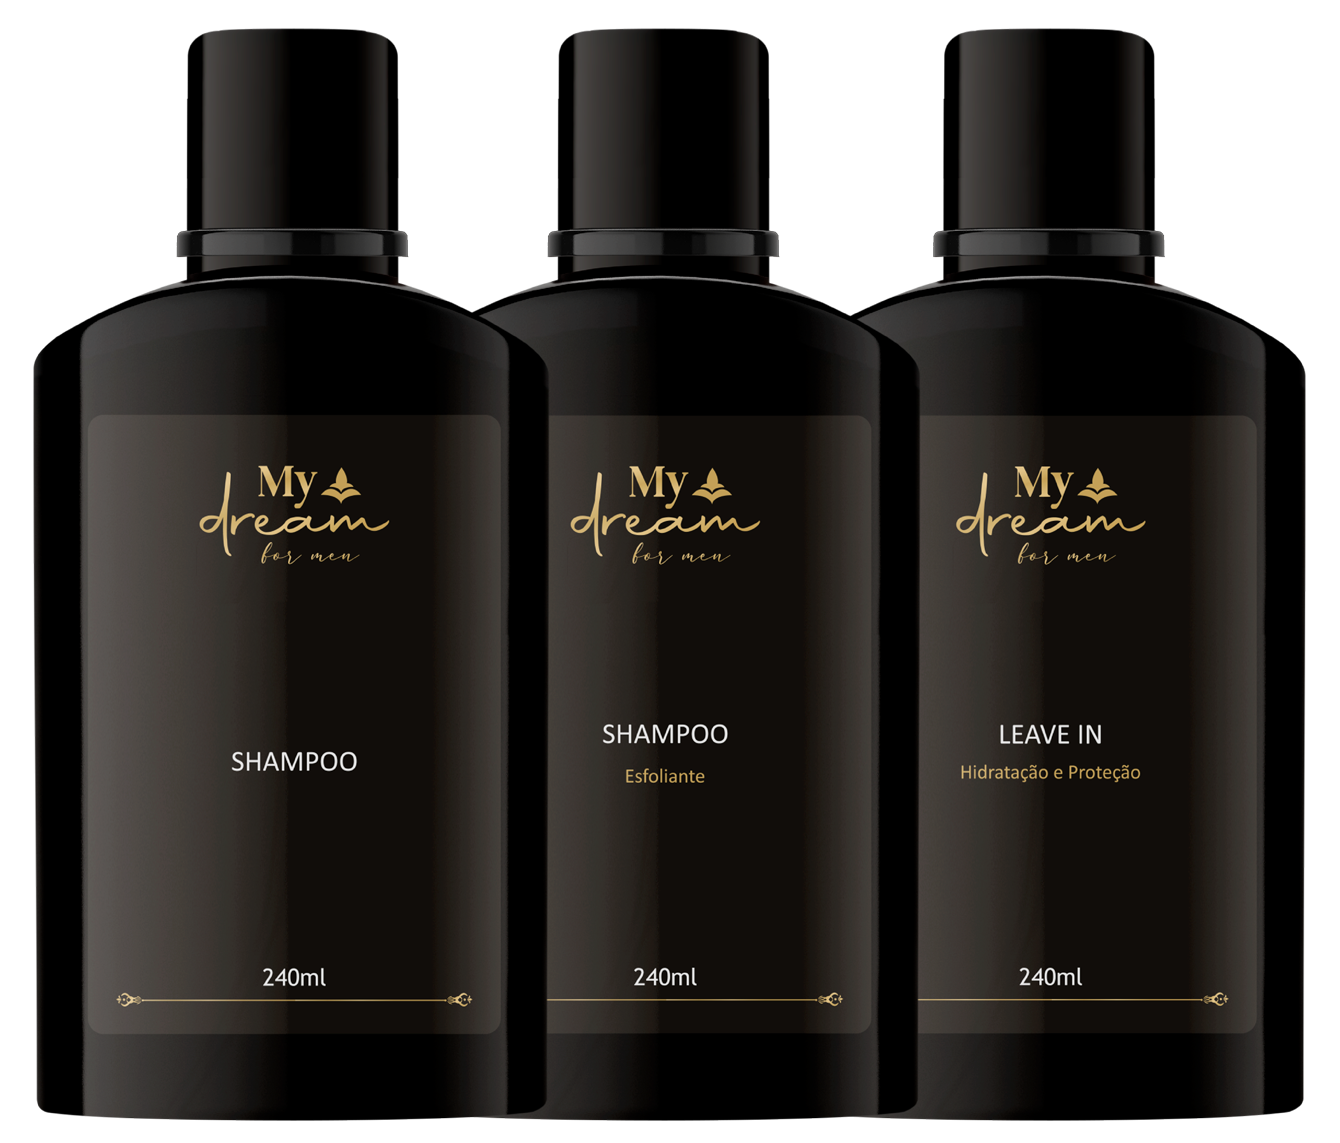 My
dream
for men
SHAMPOO
240ml
My
dream
for men
SHAMPOO
Esfoliante
240ml
My
dream
for men
LEAVE IN
Hidratação e Proteção
240ml